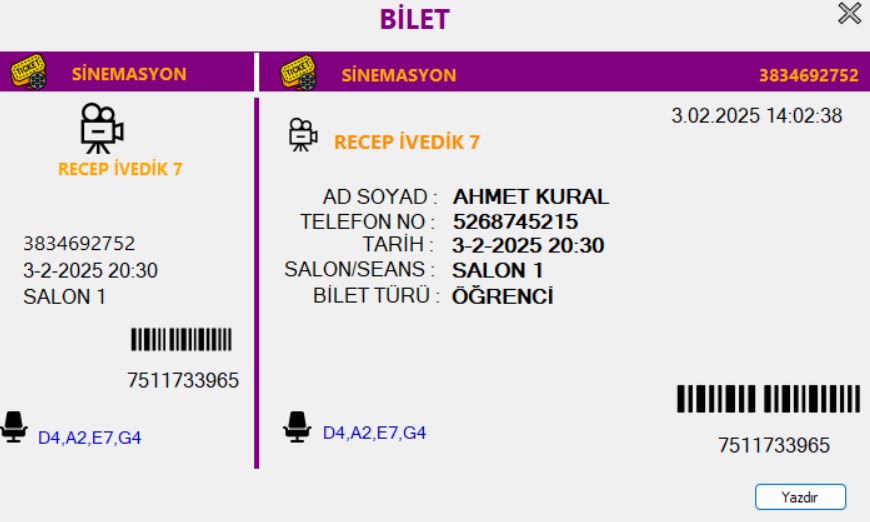 BİLET
SİNEMASYON
RECEP İVEDİK 7
3834692752
3-2-2025 20:30
SALON 1
7511733965
D4,A2,E7,G4
SİNEMASYON 3834692752
3.02.2025 14:02:38
RECEP İVEDİK 7
AD SOYAD : AHMET KURAL
TELEFON NO : 5268745215
TARİH : 3-2-2025 20:30
SALON/SEANS : SALON 1
BİLET TÜRÜ : ÖĞRENCİ
D4,A2,E7,G4
7511733965
Yazdır